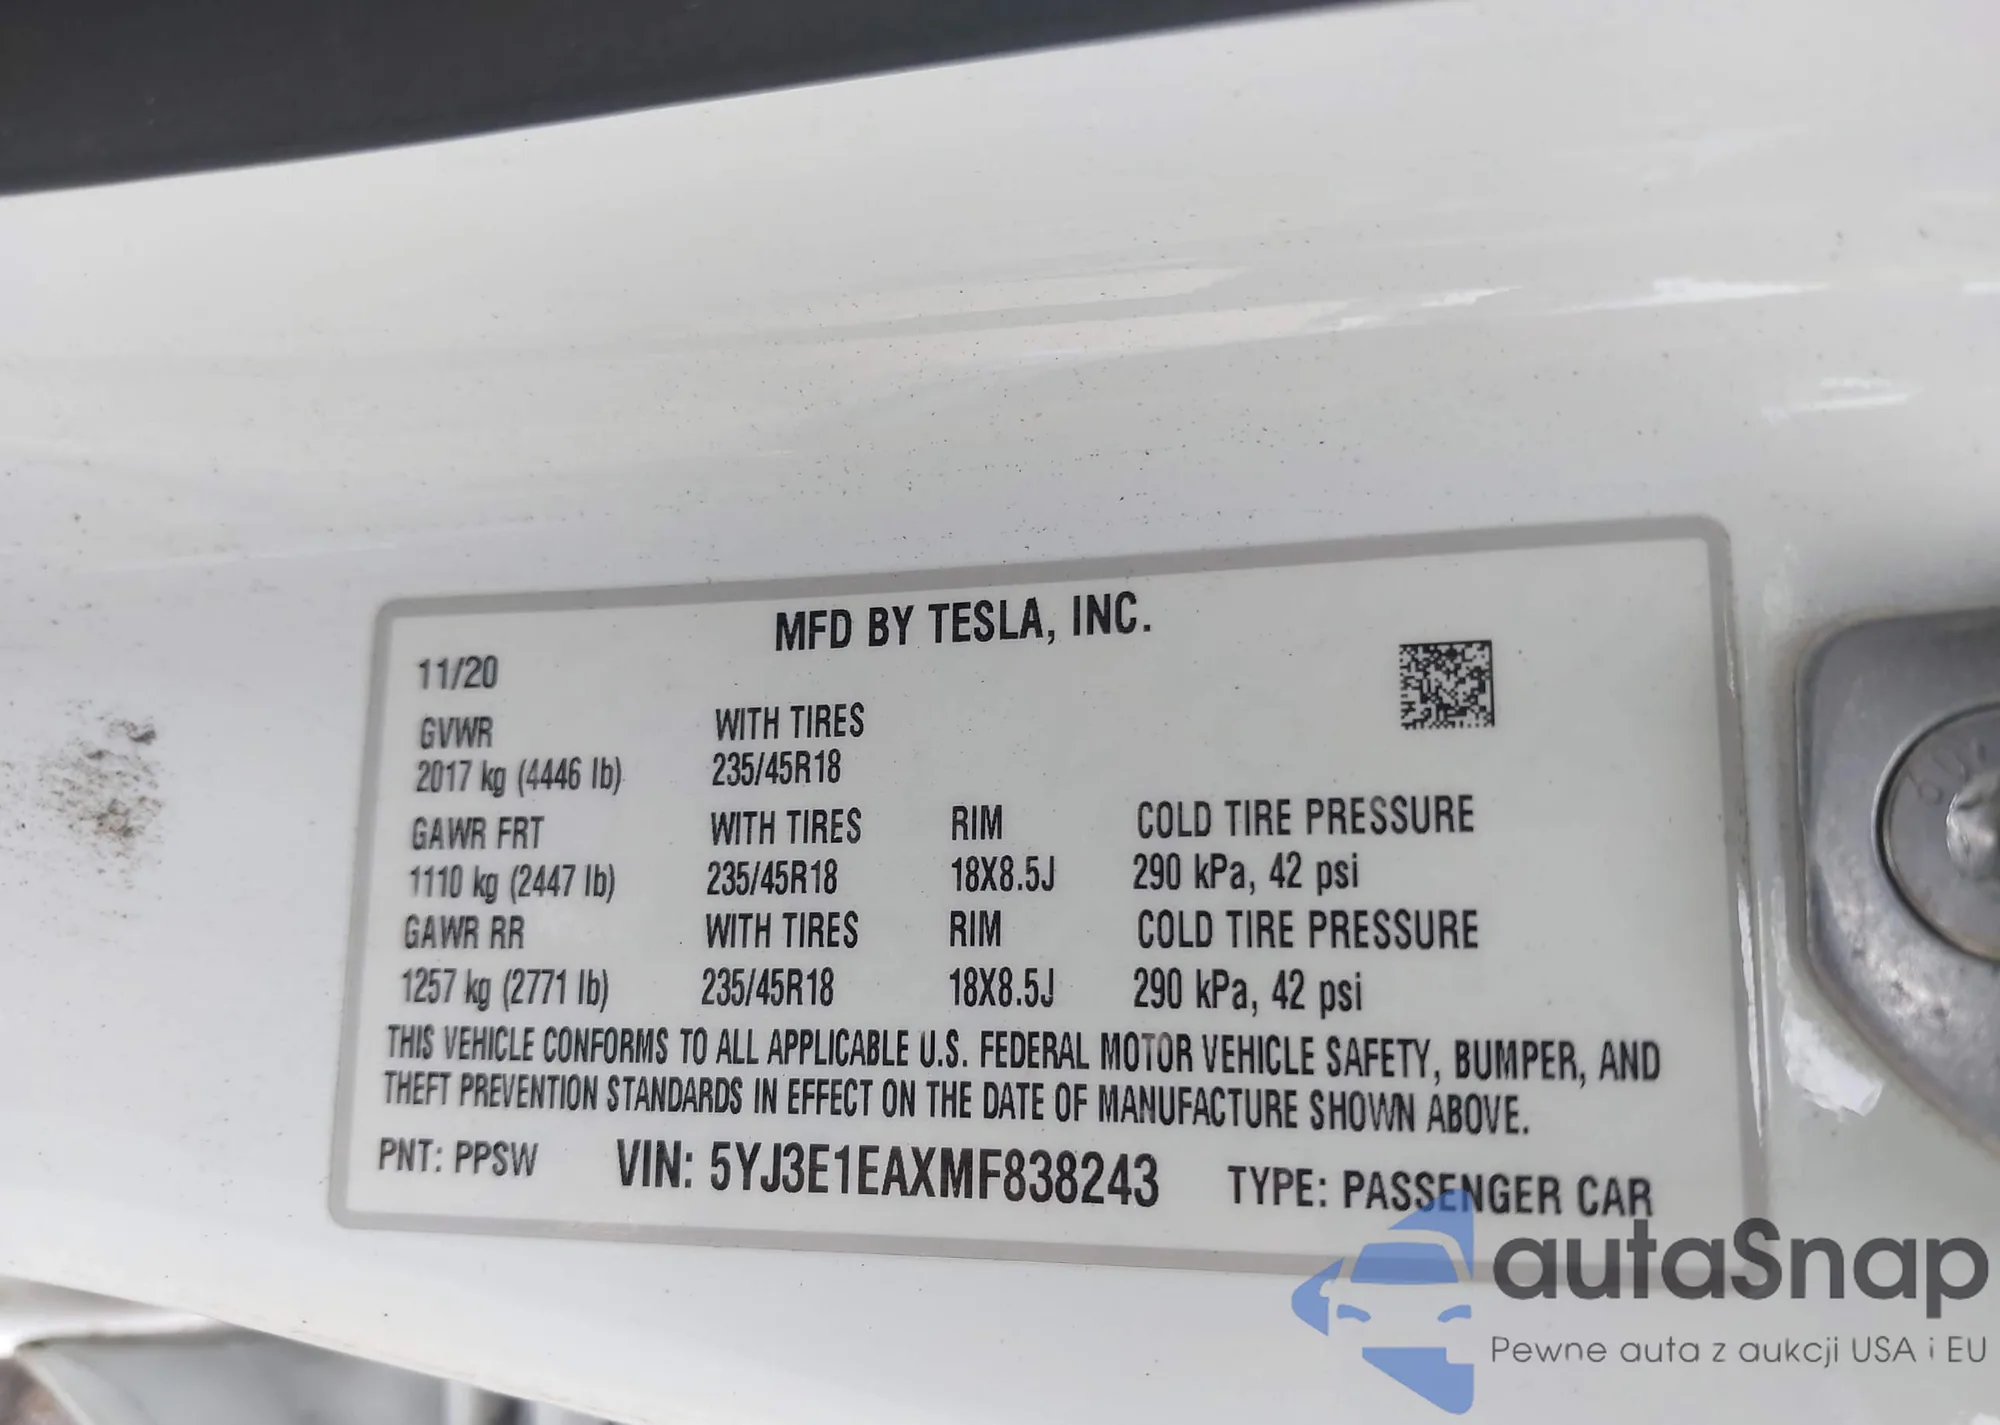 MFD BY TESLA, INC.
11/20
GVWR WITH TIRES
2017 kg (4446 lb) 235/45R18
GAWR FRT WITH TIRES RIM COLD TIRE PRESSURE
1110 kg (2447 lb) 235/45R18 18X8.5J 290 kPa, 42 psi
GAWR RR WITH TIRES RIM COLD TIRE PRESSURE
1257 kg (2771 lb) 235/45R18 18X8.5J 290 kPa, 42 psi
THIS VEHICLE CONFORMS TO ALL APPLICABLE U.S. FEDERAL MOTOR VEHICLE SAFETY, BUMPER, AND
THEFT PREVENTION STANDARDS IN EFFECT ON THE DATE OF MANUFACTURE SHOWN ABOVE.
PNT: PPSW VIN: 5YJ3E1EAXMF838243 TYPE: PASSENGER CAR
autaSnap
Pewne auta z aukcji USA i EU